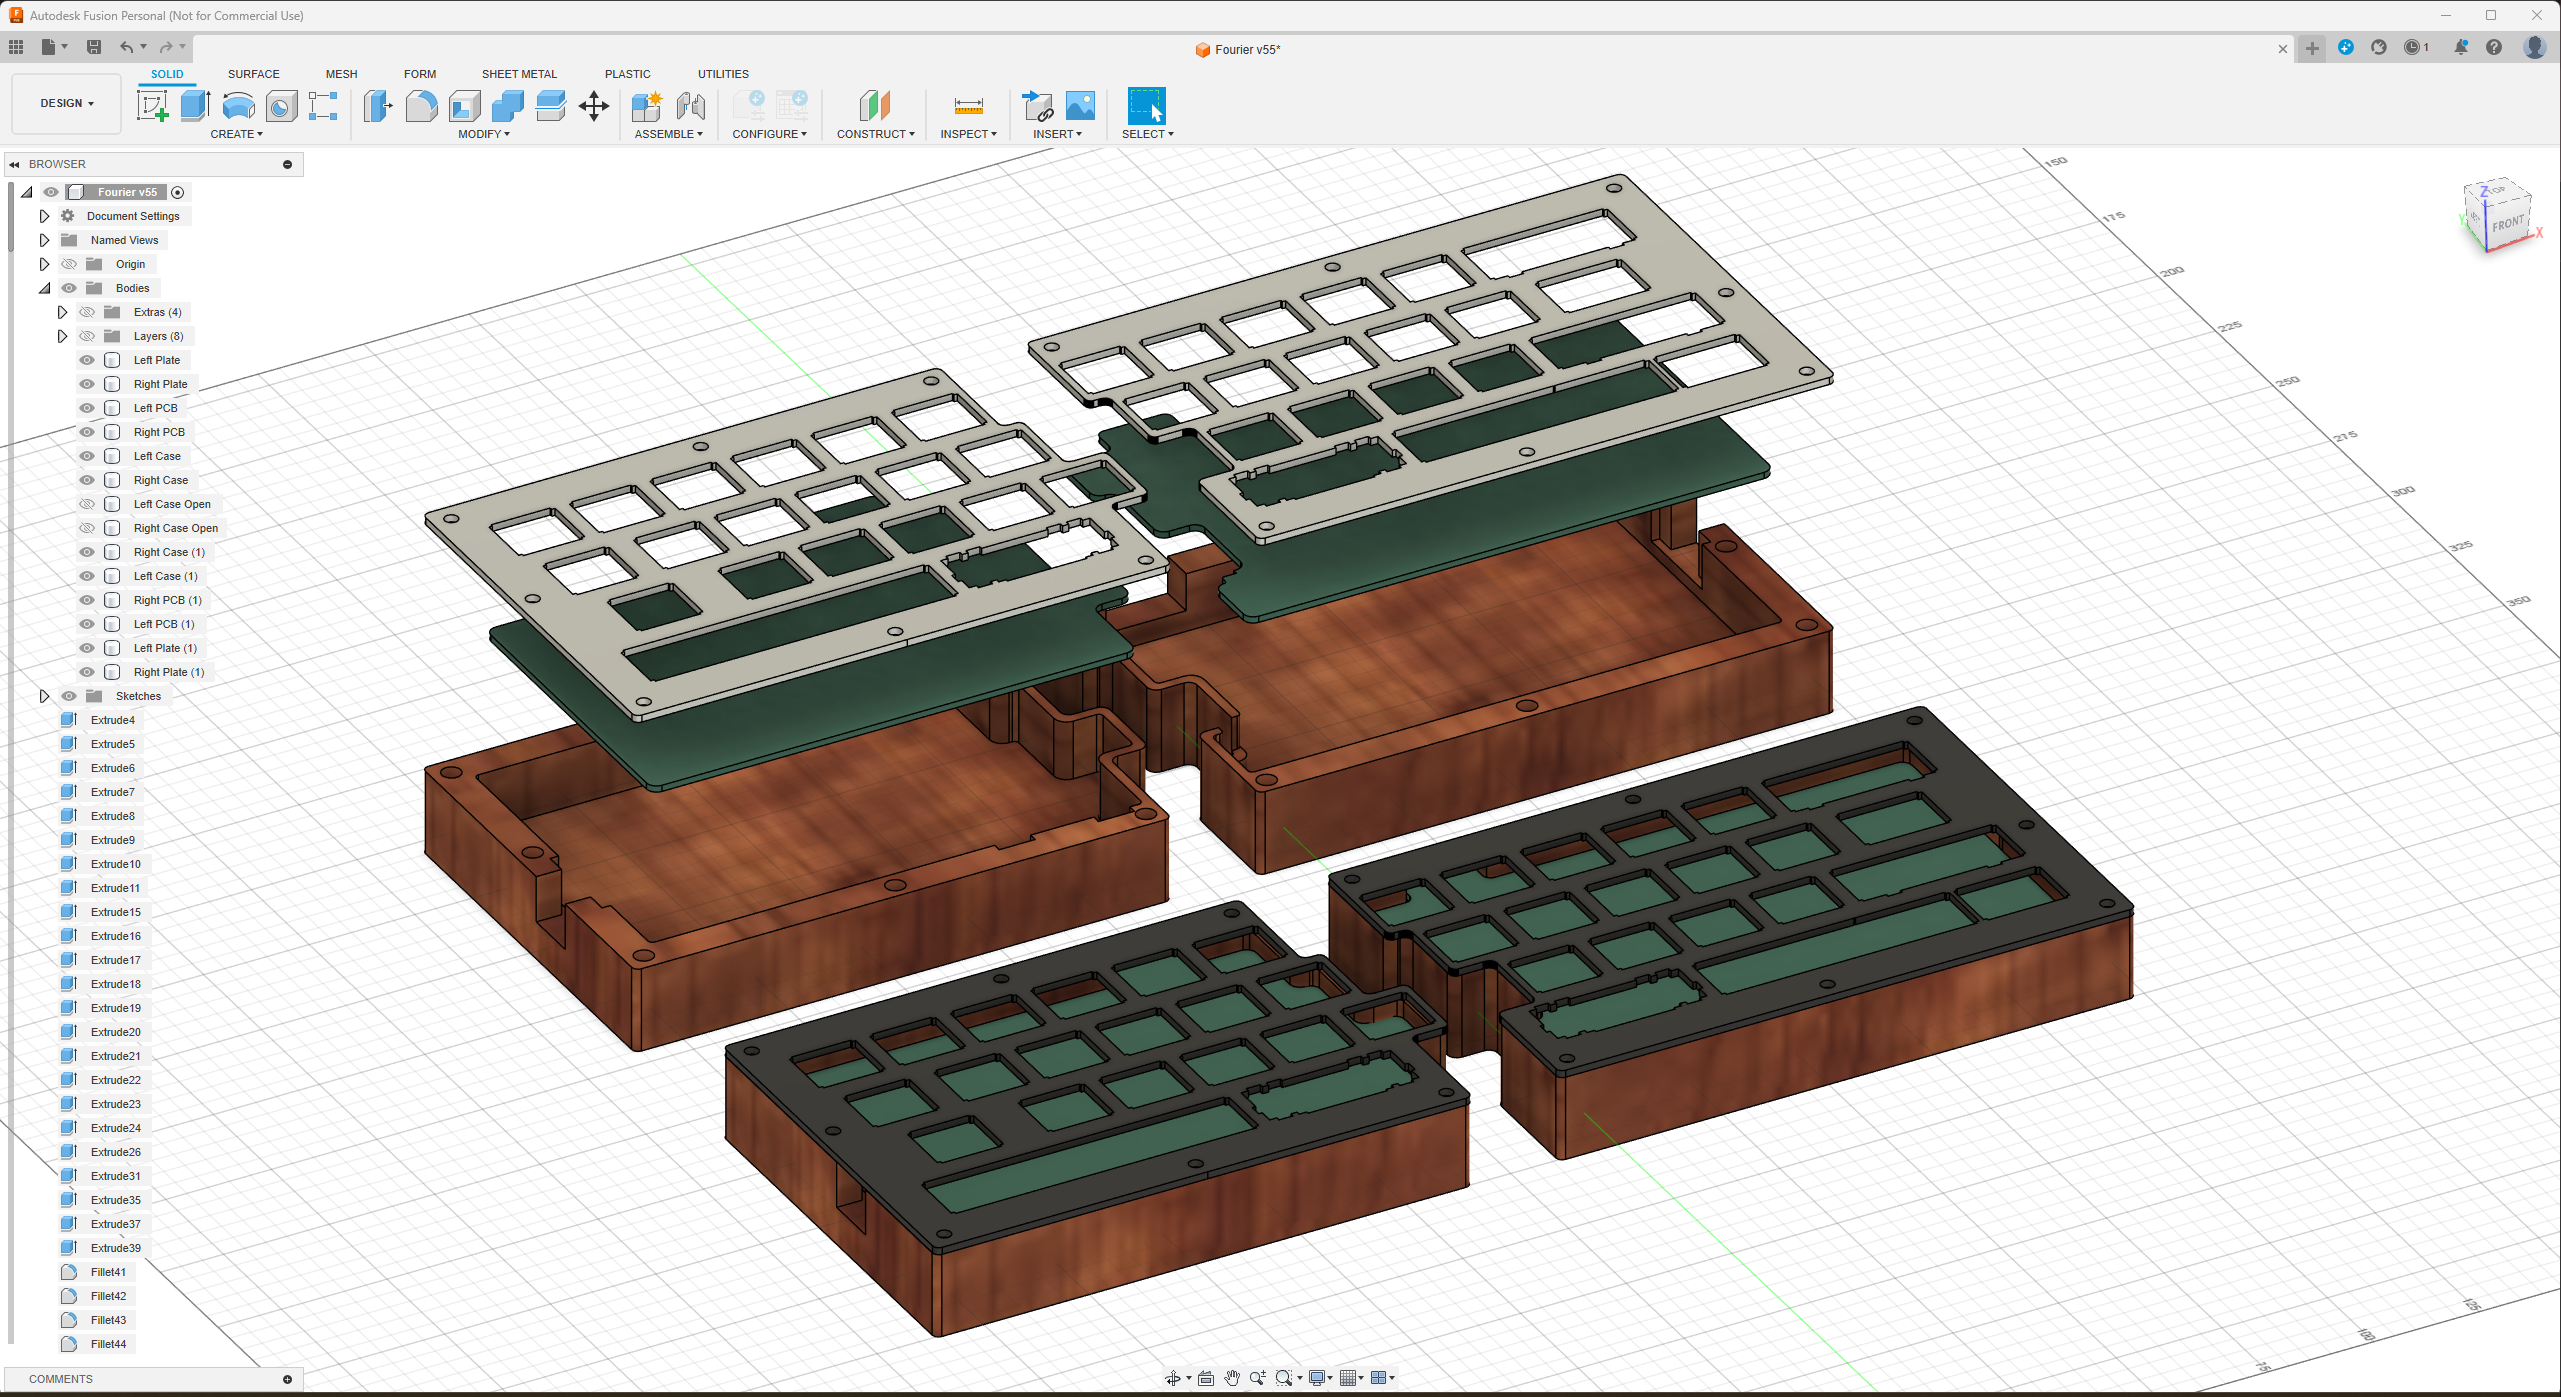 Autodesk Fusion Personal (Not for Commercial Use)
Fourier v55*
1
DESIGN
SOLID SURFACE MESH FORM SHEET METAL PLASTIC UTILITIES
CREATE MODIFY ASSEMBLE CONFIGURE CONSTRUCT INSPECT INSERT SELECT
BROWSER
Fourier v55
Document Settings
Named Views
Origin
Bodies
Extras (4)
Layers (8)
Left Plate
Right Plate
Left PCB
Right PCB
Left Case
Right Case
Left Case Open
Right Case Open
Right Case (1)
Left Case (1)
Right PCB (1)
Left PCB (1)
Left Plate (1)
Right Plate (1)
Sketches
Extrude4
Extrude5
Extrude6
Extrude7
Extrude8
Extrude9
Extrude10
Extrude11
Extrude15
Extrude16
Extrude17
Extrude18
Extrude19
Extrude20
Extrude21
Extrude22
Extrude23
Extrude24
Extrude26
Extrude31
Extrude35
Extrude37
Extrude39
Fillet41
Fillet42
Fillet43
Fillet44
COMMENTS
150
175
200
225
250
275
300
325
350
125
100
75
Z
TOP
Y
FRONT
X